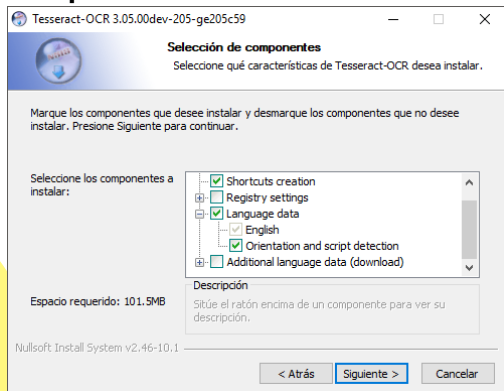 Tesseract-OCR 3.05.00dev-205-ge205c59
Selección de componentes
Seleccione qué características de Tesseract-OCR desea instalar.
Marque los componentes que desee instalar y desmarque los componentes que no desee
instalar. Presione Siguiente para continuar.
Seleccione los componentes a
instalar:
Shortcuts creation
Registry settings
Language data
English
Orientation and script detection
Additional language data (download)
Espacio requerido: 101.5MB
Descripción
Sitúe el ratón encima de un componente para ver su
descripción.
Nullsoft Install System v2.46-10.1
< Atrás
Siguiente >
Cancelar